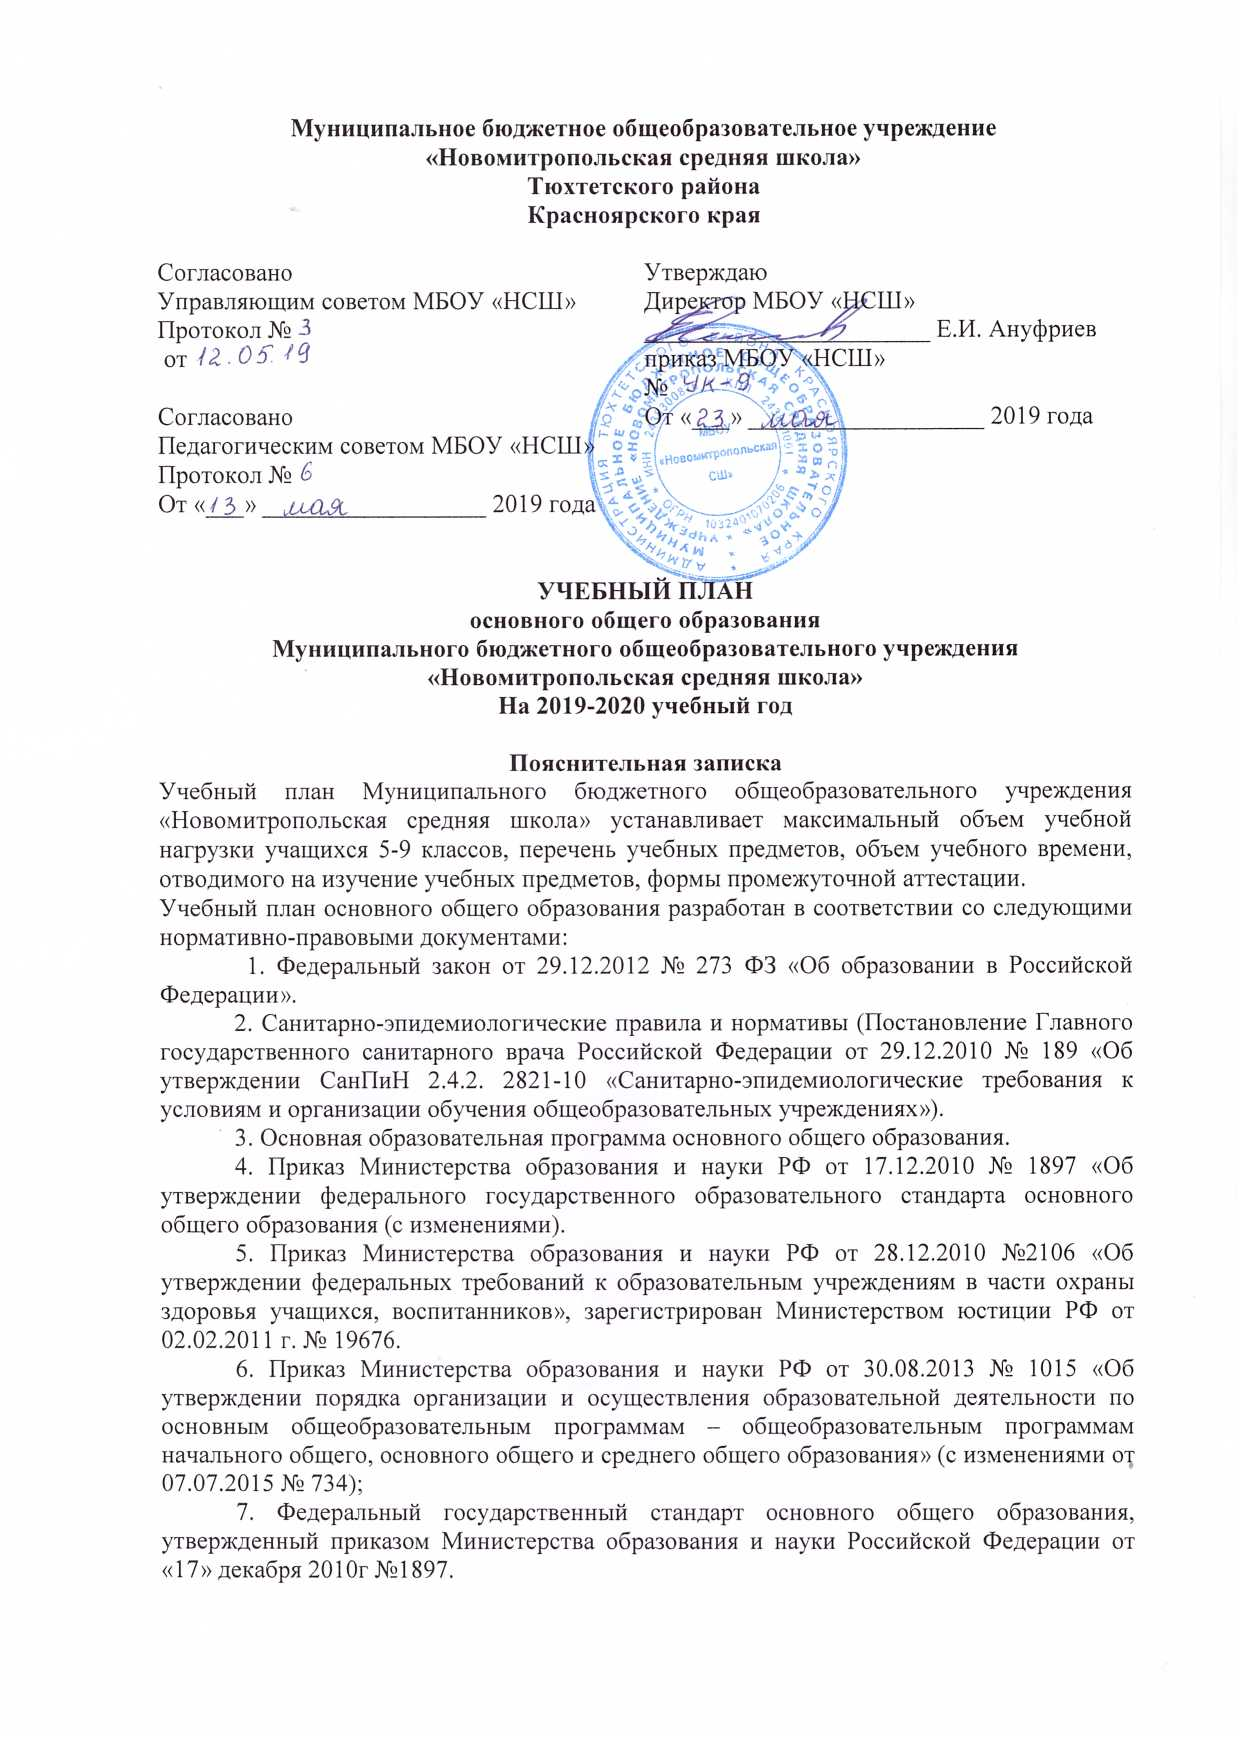 Муниципальное бюджетное общеобразовательное учреждение
«Новомитропольская средняя школа»
Тюхтетского района
Красноярского края
Согласовано
Управляющим советом МБОУ «НСШ»
Протокол № 3
от 12.05.19
Согласовано
Педагогическим советом МБОУ «НСШ»
Протокол № 6
От «13» мая 2019 года
Утверждаю
Директор МБОУ «НСШ»
Е.И. Ануфриев
приказ МБОУ «НСШ»
№ УК-9
От «23» мая 2019 года
МБОУ
«Новомитропольская
СШ»
УЧЕБНЫЙ ПЛАН
основного общего образования
Муниципального бюджетного общеобразовательного учреждения
«Новомитропольская средняя школа»
На 2019-2020 учебный год
Пояснительная записка
Учебный план Муниципального бюджетного общеобразовательного учреждения
«Новомитропольская средняя школа» устанавливает максимальный объем учебной
нагрузки учащихся 5-9 классов, перечень учебных предметов, объем учебного времени,
отводимого на изучение учебных предметов, формы промежуточной аттестации.
Учебный план основного общего образования разработан в соответствии со следующими
нормативно-правовыми документами:
1. Федеральный закон от 29.12.2012 № 273 ФЗ «Об образовании в Российской
Федерации».
2. Санитарно-эпидемиологические правила и нормативы (Постановление Главного
государственного санитарного врача Российской Федерации от 29.12.2010 № 189 «Об
утверждении СанПиН 2.4.2. 2821-10 «Санитарно-эпидемиологические требования к
условиям и организации обучения общеобразовательных учреждениях»).
3. Основная образовательная программа основного общего образования.
4. Приказ Министерства образования и науки РФ от 17.12.2010 № 1897 «Об
утверждении федерального государственного образовательного стандарта основного
общего образования (с изменениями).
5. Приказ Министерства образования и науки РФ от 28.12.2010 №2106 «Об
утверждении федеральных требований к образовательным учреждениям в части охраны
здоровья учащихся, воспитанников», зарегистрирован Министерством юстиции РФ от
02.02.2011 г. № 19676.
6. Приказ Министерства образования и науки РФ от 30.08.2013 № 1015 «Об
утверждении порядка организации и осуществления образовательной деятельности по
основным общеобразовательным программам – общеобразовательным программам
начального общего, основного общего и среднего общего образования» (с изменениями от
07.07.2015 № 734);
7. Федеральный государственный стандарт основного общего образования,
утвержденный приказом Министерства образования и науки Российской Федерации от
«17» декабря 2010г №1897.